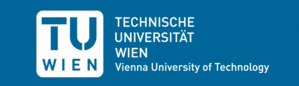 TU
WIEN
TECHNISCHE
UNIVERSITÄT
WIEN
Vienna University of Technology